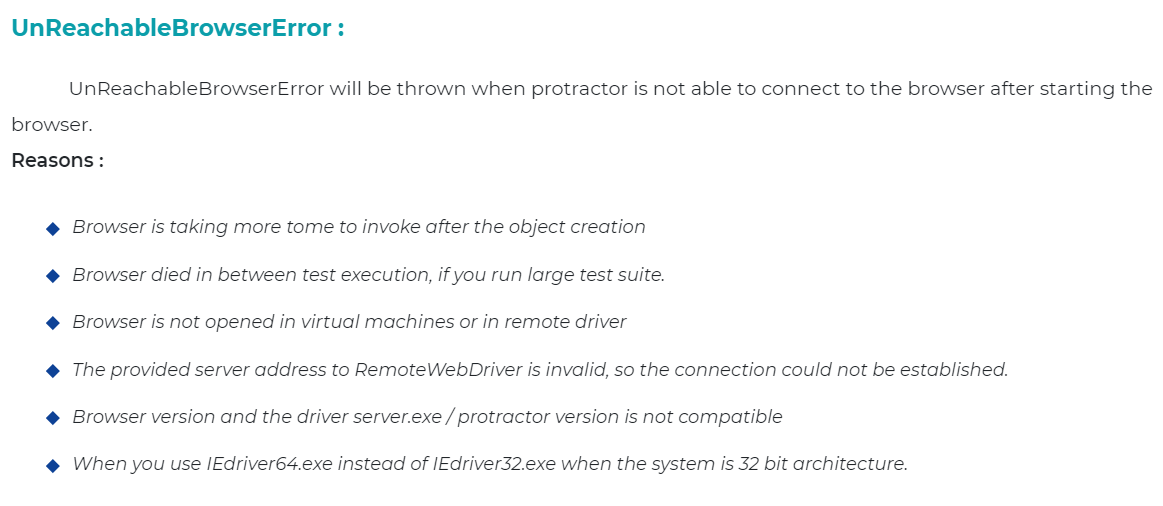 UnReachableBrowserError :
UnReachableBrowserError will be thrown when protractor is not able to connect to the browser after starting the
browser.
Reasons :
Browser is taking more tome to invoke after the object creation
Browser died in between test execution, if you run large test suite.
Browser is not opened in virtual machines or in remote driver
The provided server address to RemoteWebDriver is invalid, so the connection could not be established.
Browser version and the driver server.exe / protractor version is not compatible
When you use IEdriver64.exe instead of IEdriver32.exe when the system is 32 bit architecture.